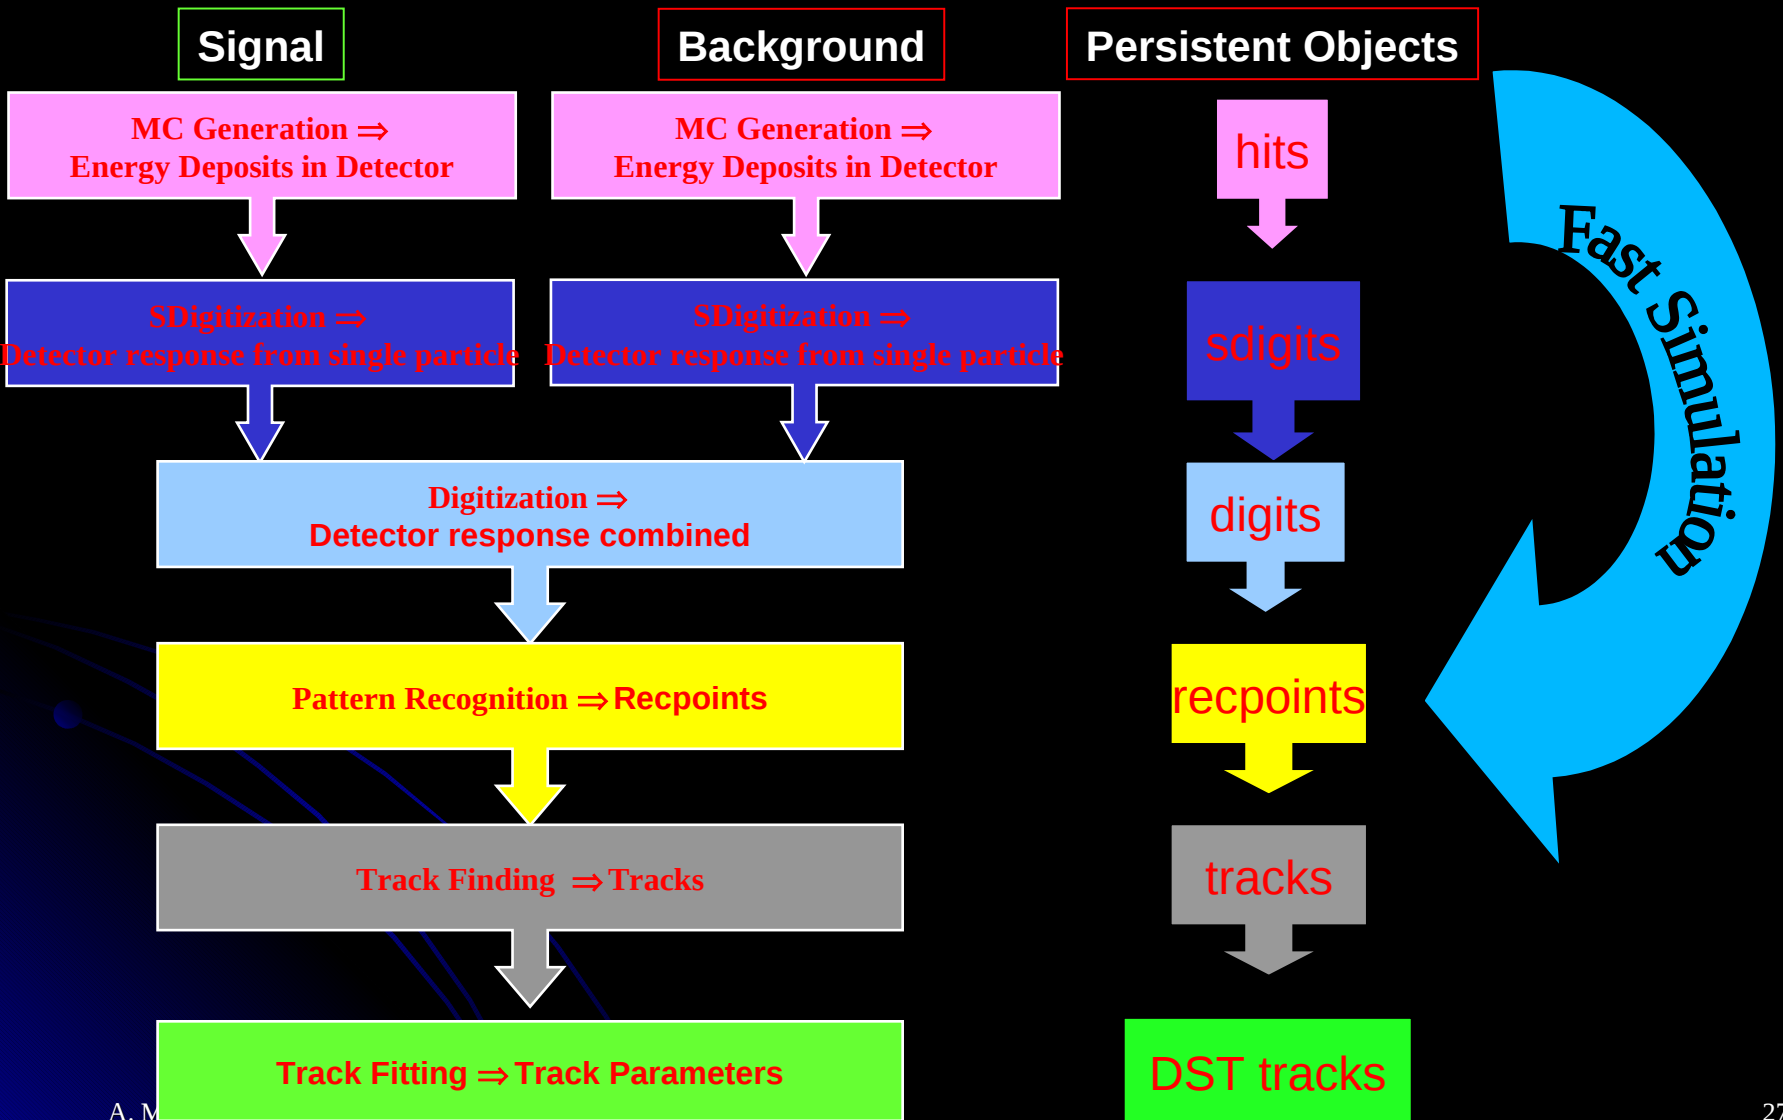 Signal
Background
Persistent Objects
MC Generation ⇒
Energy Deposits in Detector
MC Generation ⇒
Energy Deposits in Detector
hits
SDigitization ⇒
Detector response from single particle
SDigitization ⇒
Detector response from single particle
sdigits
Fast Simulation
Digitization ⇒
Detector response combined
digits
Pattern Recognition ⇒ Recpoints
recpoints
Track Finding ⇒ Tracks
tracks
Track Fitting ⇒ Track Parameters
DST tracks
A. M
27